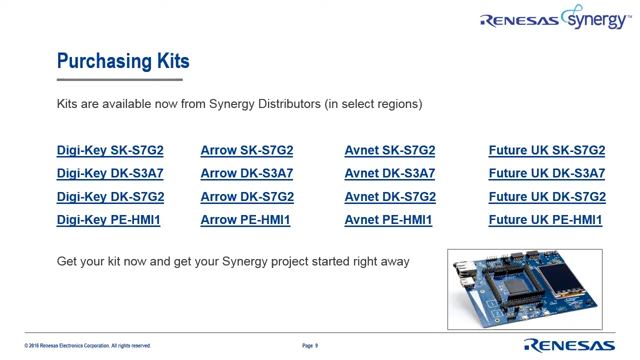 RENESAS synergy™
Purchasing Kits
Kits are available now from Synergy Distributors (in select regions)
Digi-Key SK-S7G2 Arrow SK-S7G2 Avnet SK-S7G2 Future UK SK-S7G2
Digi-Key DK-S3A7 Arrow DK-S3A7 Avnet DK-S3A7 Future UK DK-S3A7
Digi-Key DK-S7G2 Arrow DK-S7G2 Avnet DK-S7G2 Future UK DK-S7G2
Digi-Key PE-HMI1 Arrow PE-HMI1 Avnet PE-HMI1 Future UK PE-HMI1
Get your kit now and get your Synergy project started right away
© 2016 Renesas Electronics Corporation. All rights reserved.
Page 9
RENESAS